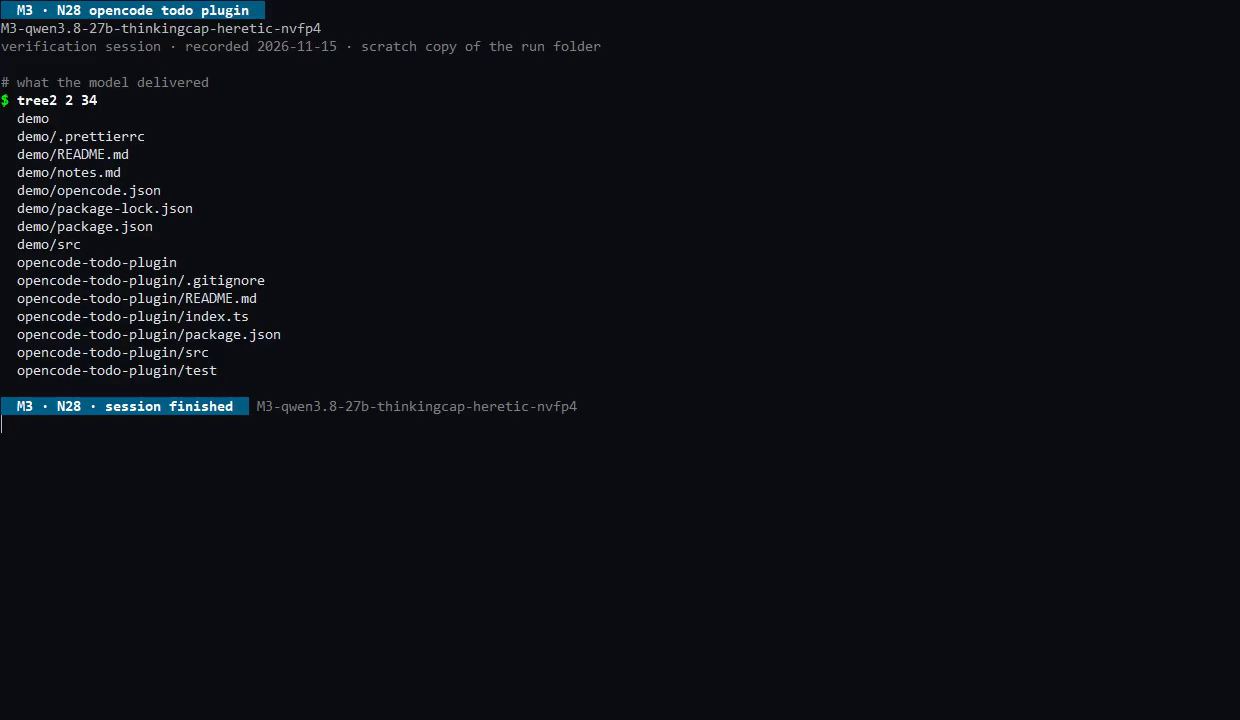 M3 · N28 opencode todo plugin
M3-qwen3.8-27b-thinkingcap-heretic-nvfp4
verification session · recorded 2026-11-15 · scratch copy of the run folder
# what the model delivered
$ tree2 2 34
demo
demo/.prettierrc
demo/README.md
demo/notes.md
demo/opencode.json
demo/package-lock.json
demo/package.json
demo/src
opencode-todo-plugin
opencode-todo-plugin/.gitignore
opencode-todo-plugin/README.md
opencode-todo-plugin/index.ts
opencode-todo-plugin/package.json
opencode-todo-plugin/src
opencode-todo-plugin/test
M3 · N28 · session finished M3-qwen3.8-27b-thinkingcap-heretic-nvfp4